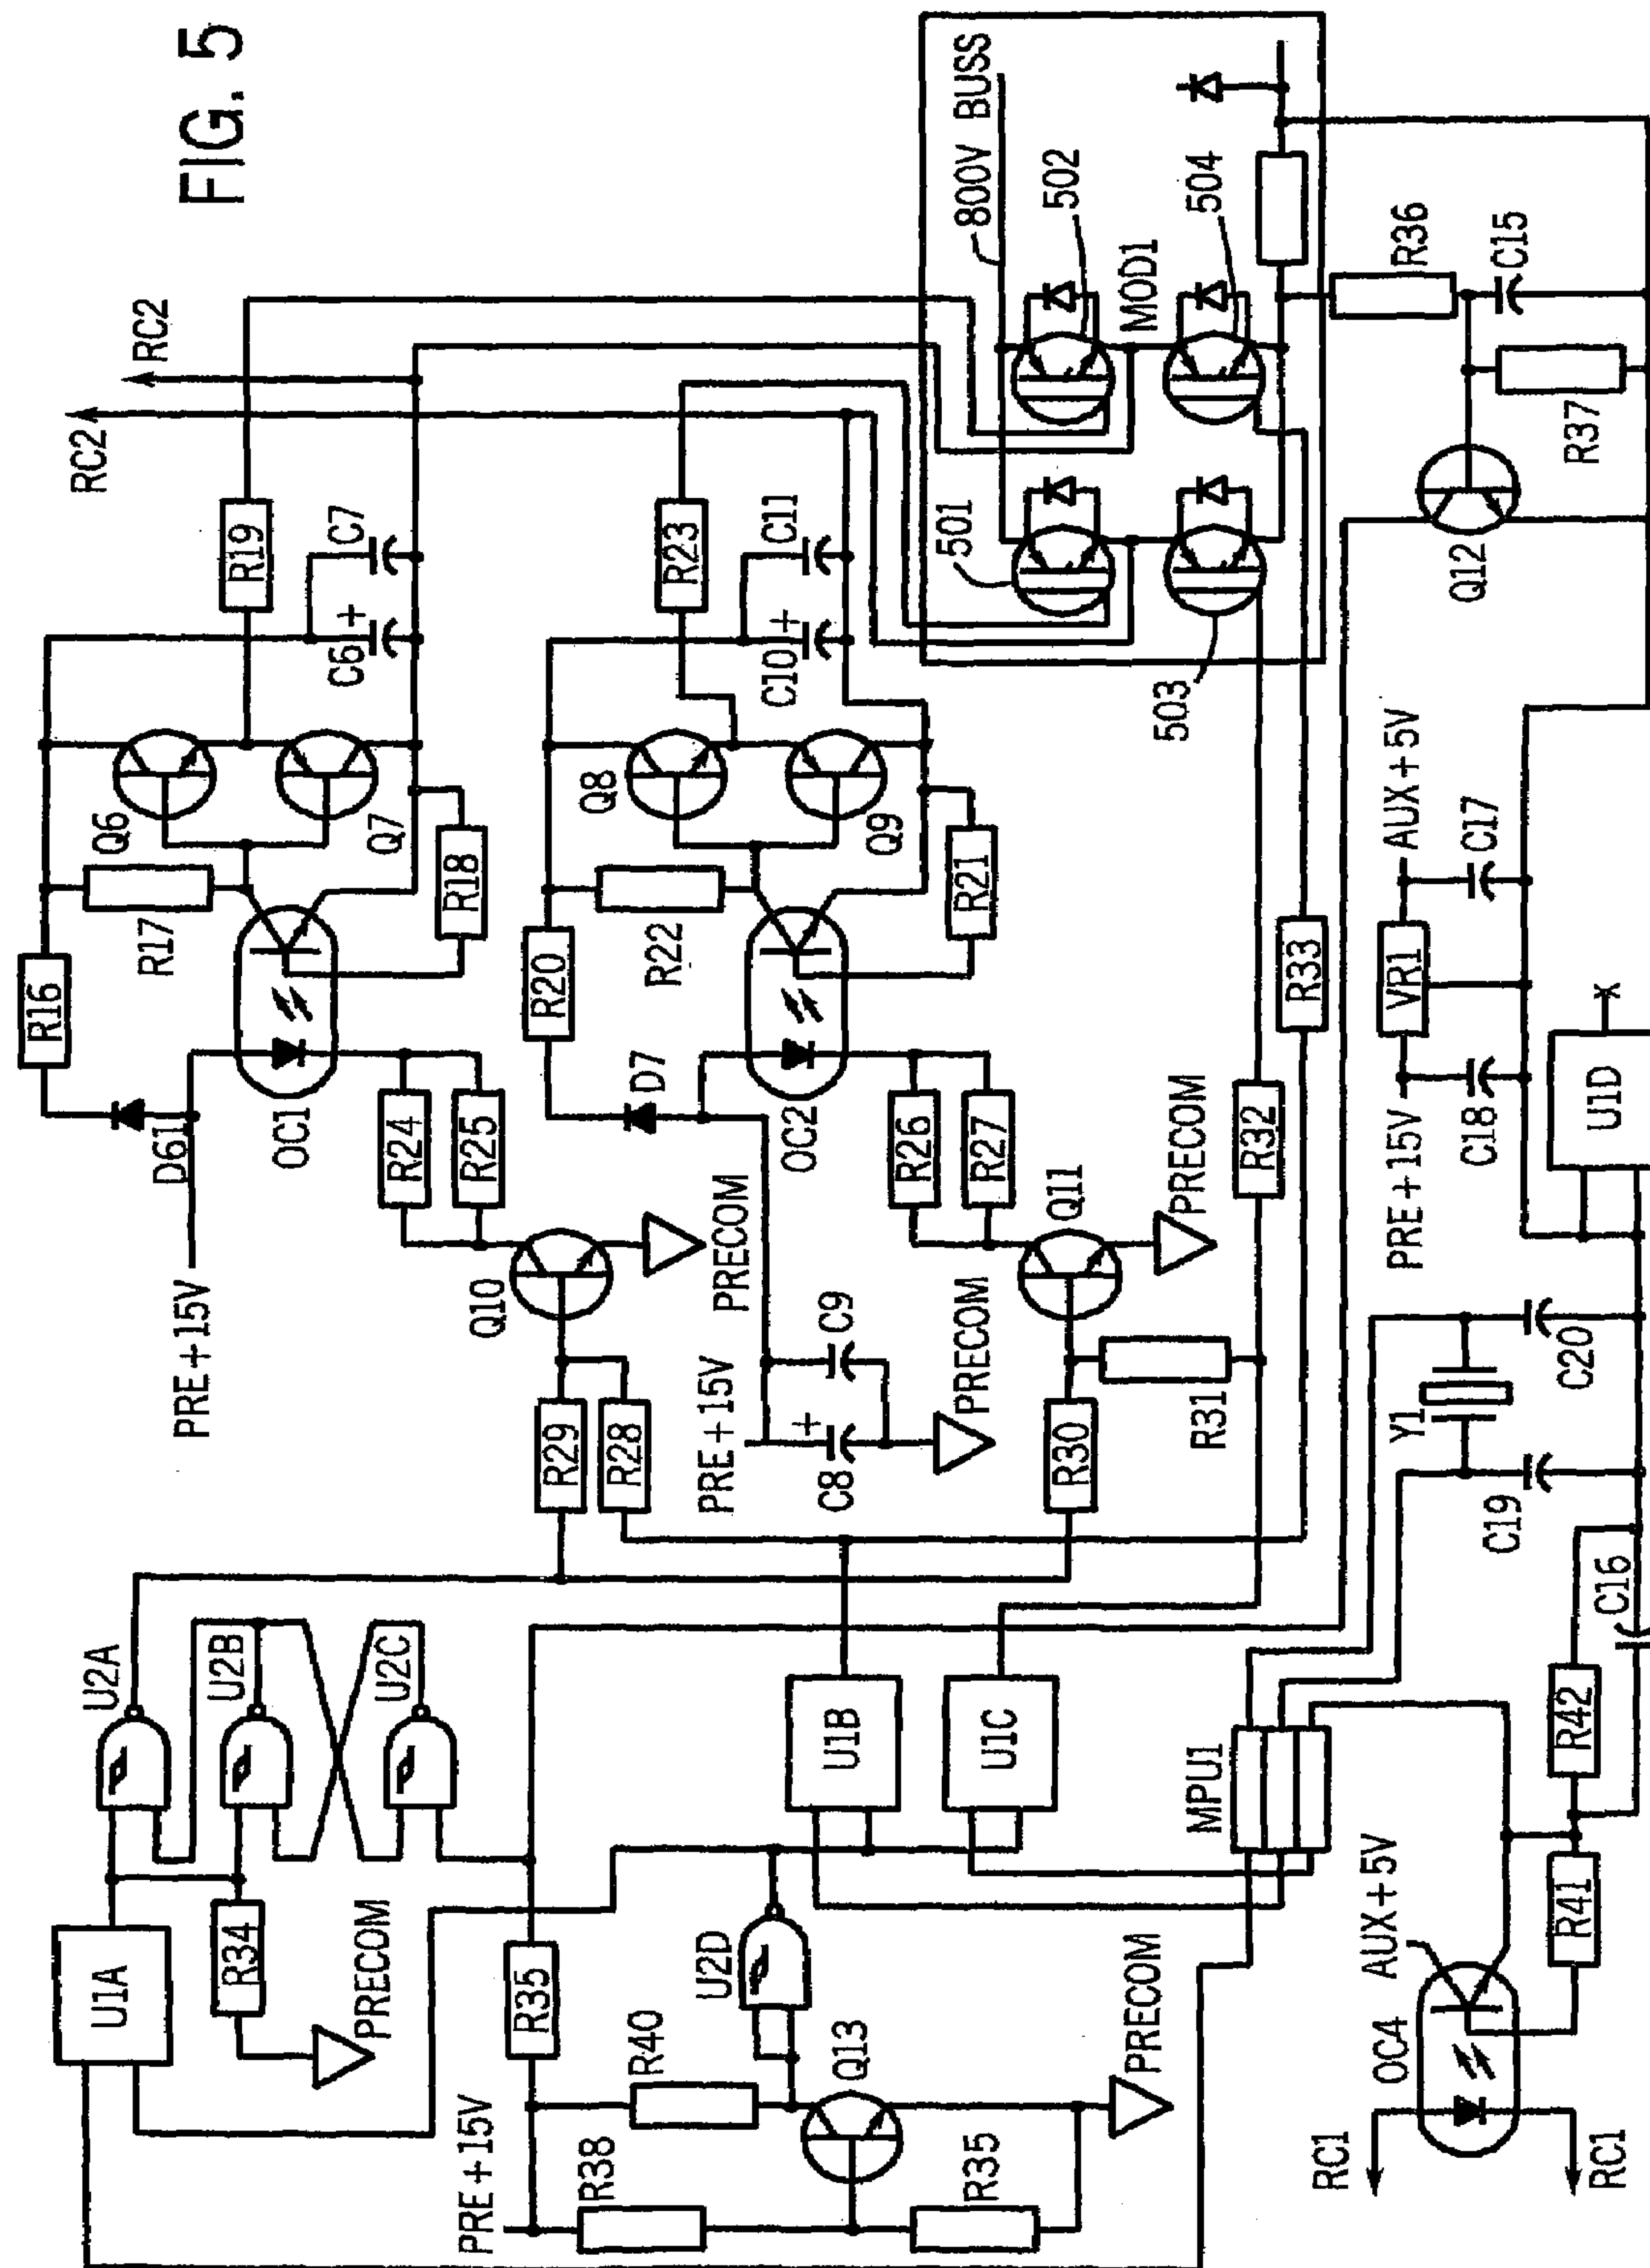 FIG. 5
RC2
RC2
R16
R17
Q6
Q7
R18
C6 +
C7
R19
D61
OC1
PRE+15V
R24
R25
Q10
PRECOM
R29
R28
R20
R22
Q8
Q9
R21
C10 +
C11
R23
D7
OC2
R26
R27
Q11
PRECOM
PRE+15V
+
C8
C9
PRECOM
R30
R31
800V BUSS
501
502
MOD1
503
504
R32
R33
R36
C15
R37
Q12
U1A
R34
PRECOM
U2A
U2B
U2C
R35
PRE+15V
R40
R38
R35
Q13
U2D
PRECOM
U1B
U1C
MPU1
AUX+5V
OC4
RC1
RC1
R41
R42
C16
C19
Y1
C20
PRE+15V
C18
VR1
AUX+5V
C17
U1D
X